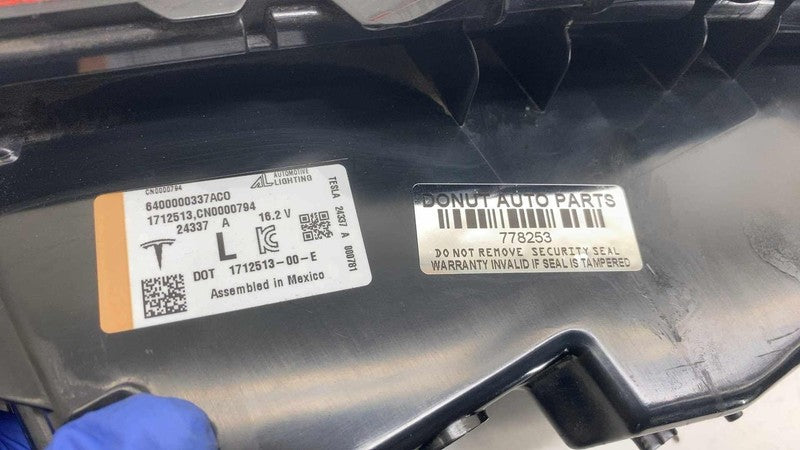 CN0000794
AL AUTOMOTIVE
LIGHTING
6400000337AC0
1712513,CN0000794
24337 A 16.2 V
L
DOT 1712513-00-E
Assembled in Mexico
TESLA 24337 A 000781
DONUT AUTO PARTS
778253
DO NOT REMOVE SECURITY SEAL
WARRANTY INVALID IF SEAL IS TAMPERED